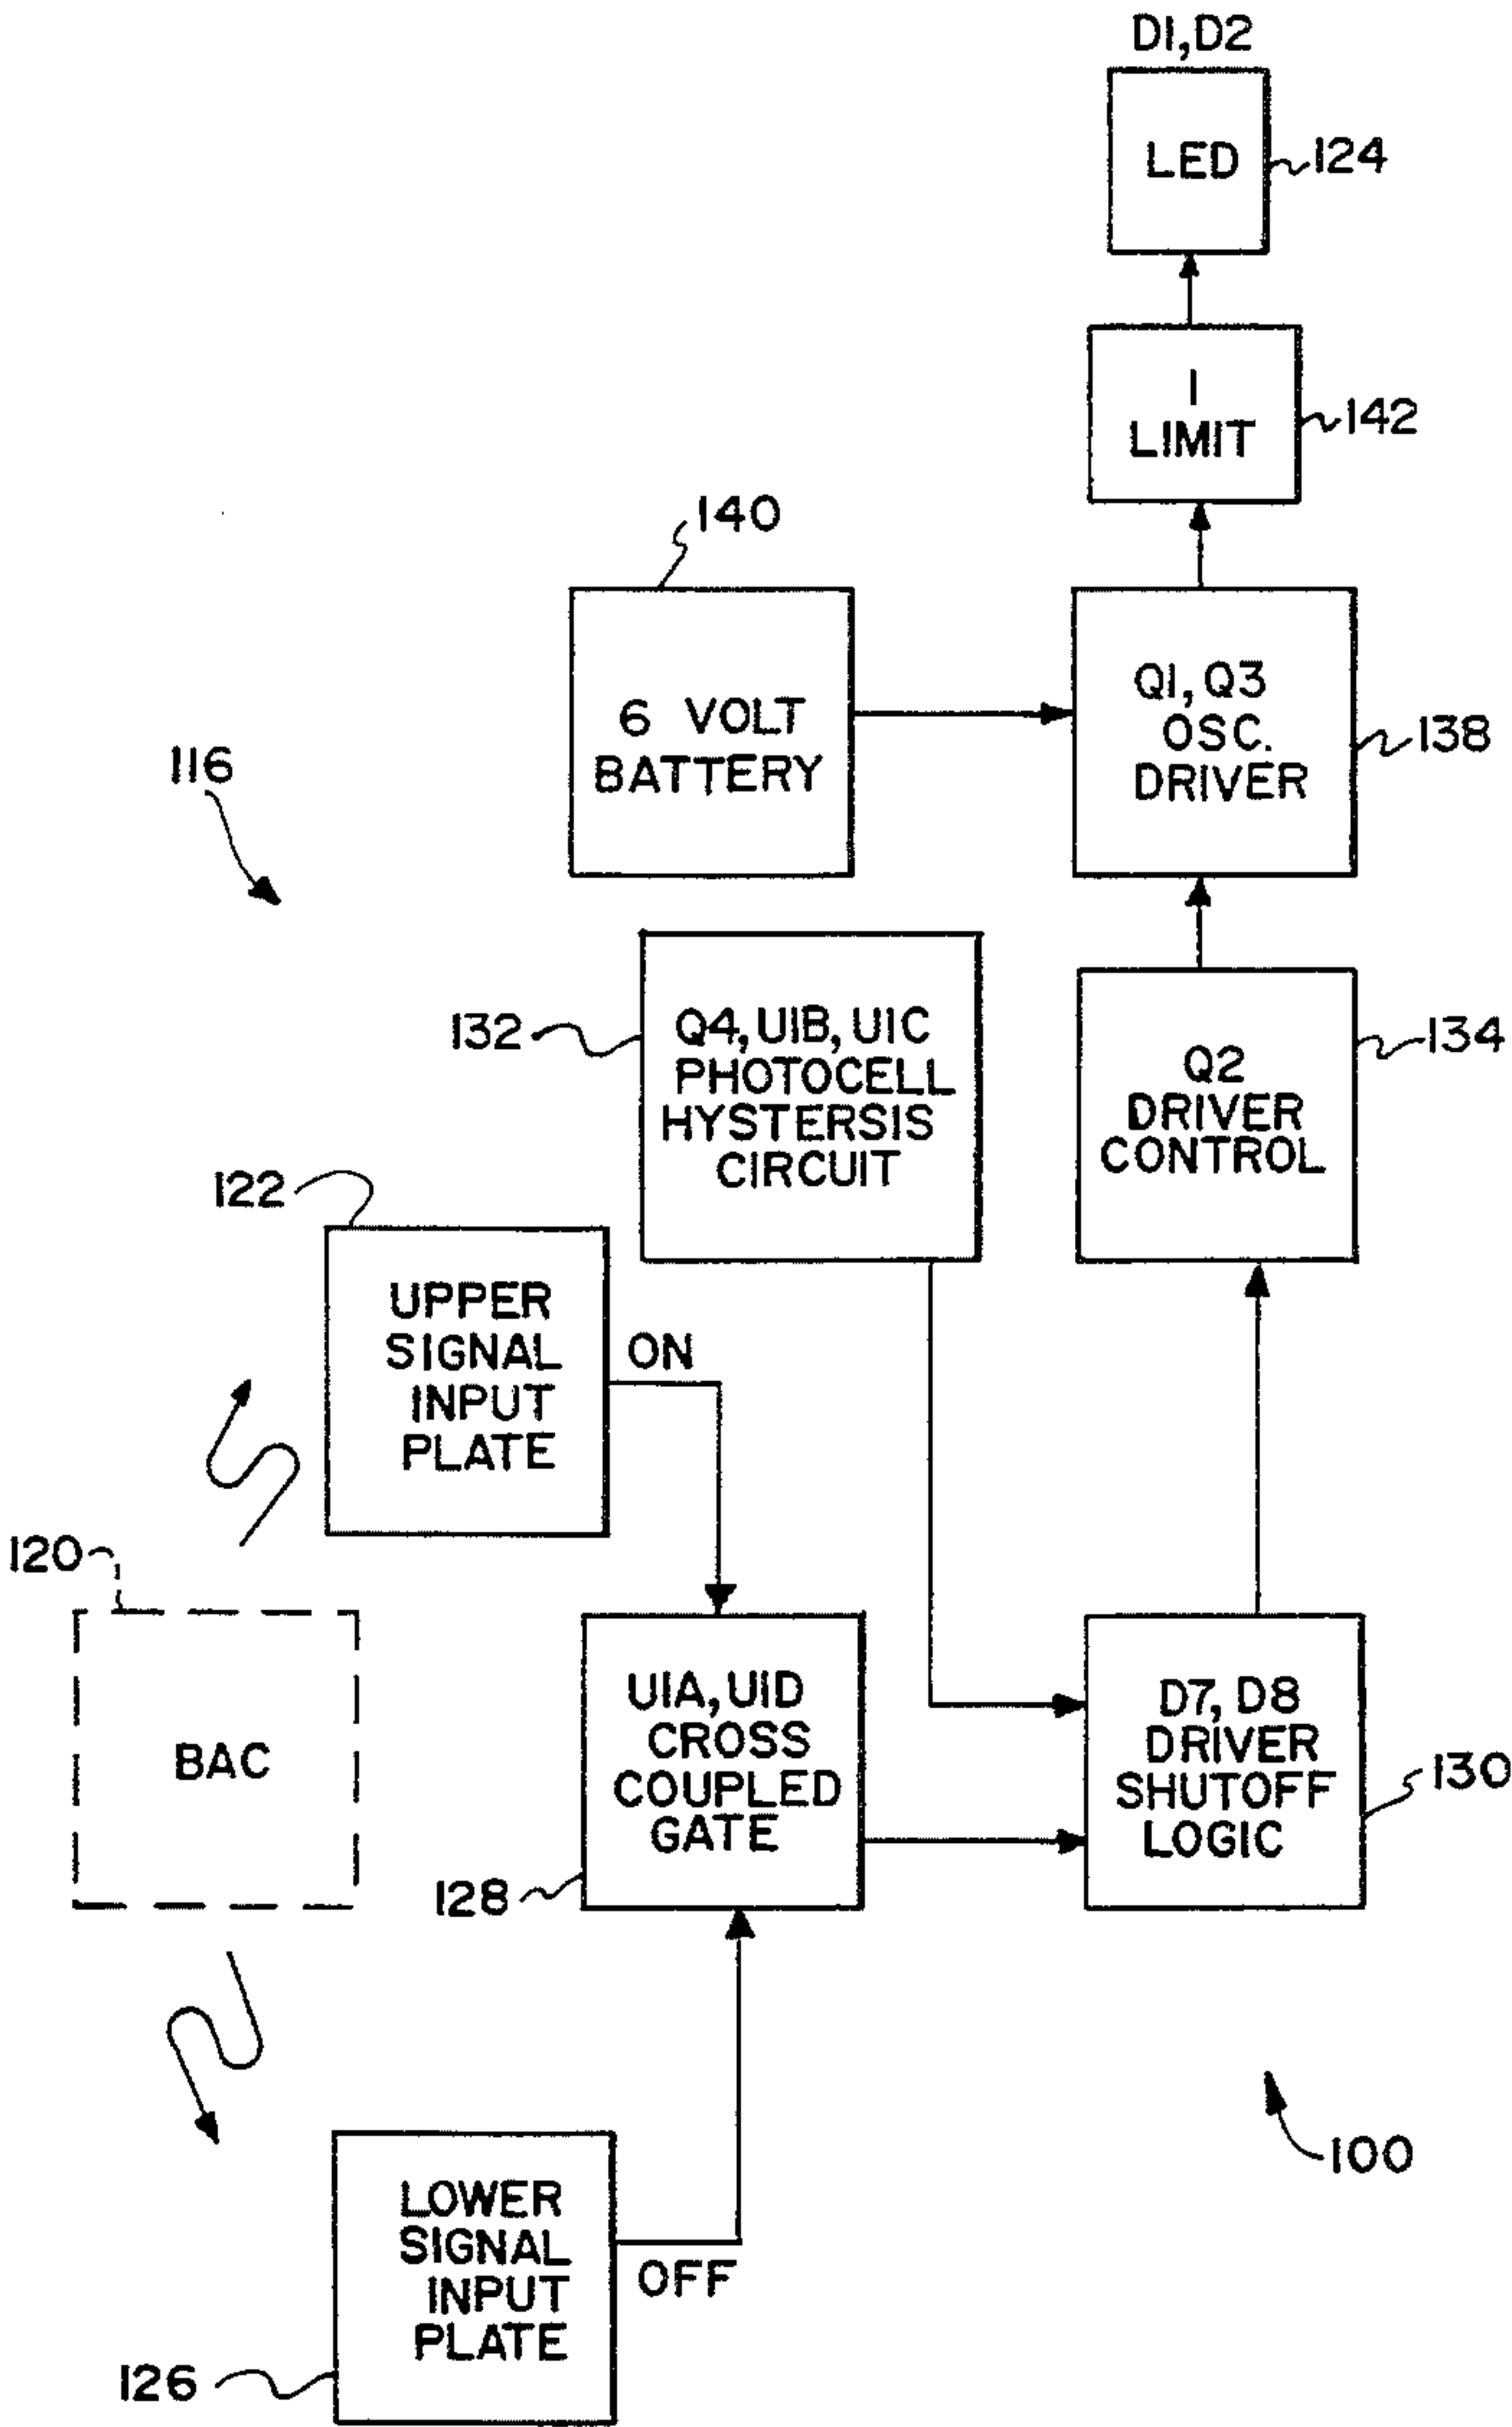 D1, D2
LED
124
I
LIMIT
142
140
6 VOLT
BATTERY
Q1, Q3
OSC.
DRIVER
138
116
132
Q4, U1B, U1C
PHOTOCELL
HYSTERSIS
CIRCUIT
Q2
DRIVER
CONTROL
134
122
UPPER
SIGNAL
INPUT
PLATE
ON
120
BAC
U1A, U1D
CROSS
COUPLED
GATE
128
D7, D8
DRIVER
SHUTOFF
LOGIC
130
LOWER
SIGNAL
INPUT
PLATE
OFF
126
100